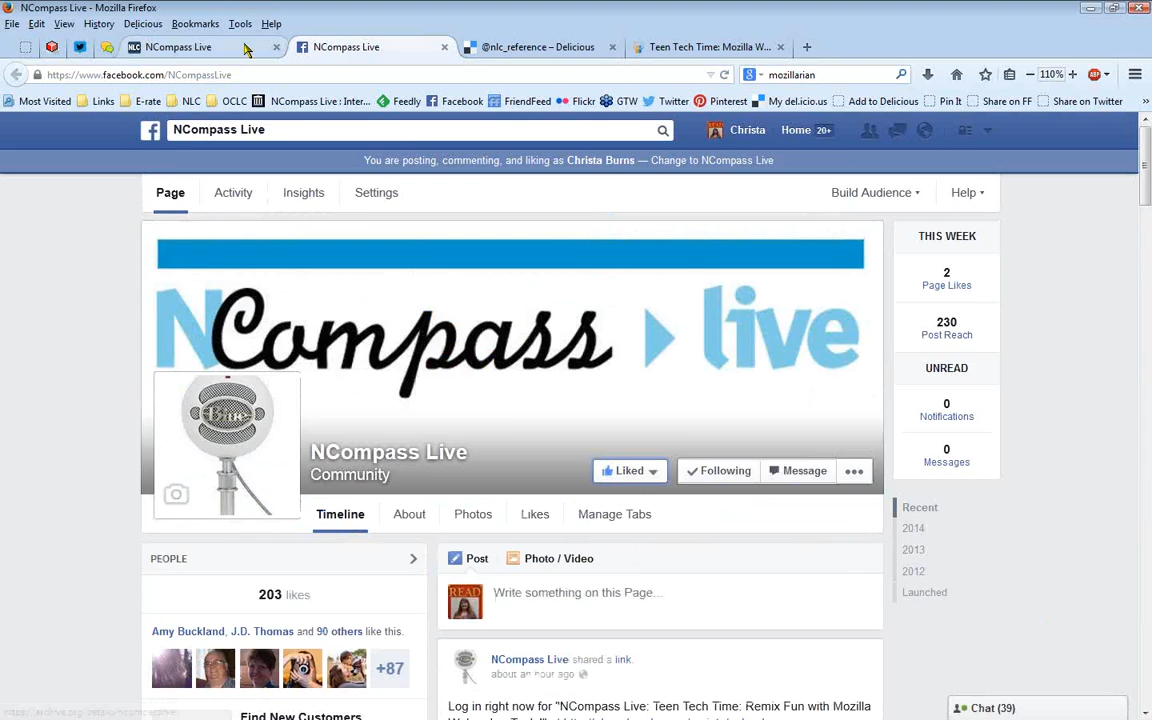 NCompass Live - Mozilla Firefox
File Edit View History Delicious Bookmarks Tools Help
NCompass Live NCompass Live @nlc_reference – Delicious Teen Tech Time: Mozilla W...
https://www.facebook.com/NCompassLive mozillarian 110% ABP
Most Visited Links E-rate NLC OCLC NCompass Live : Inter... Feedly Facebook FriendFeed Flickr GTW Twitter Pinterest My del.icio.us Add to Delicious Pin It Share on FF Share on Twitter
NCompass Live Christa Home 20+
You are posting, commenting, and liking as Christa Burns — Change to NCompass Live
Page Activity Insights Settings Build Audience Help
NCompass live
Blue
NCompass Live
Community
Liked Following Message
Timeline About Photos Likes Manage Tabs
THIS WEEK
2
Page Likes
230
Post Reach
UNREAD
0
Notifications
0
Messages
Recent
2014
2013
2012
Launched
PEOPLE
203 likes
Amy Buckland, J.D. Thomas and 90 others like this.
+87
Find New Customers
Post Photo / Video
READ
Write something on this Page...
NCompass Live shared a link.
about an hour ago
Log in right now for "NCompass Live: Teen Tech Time: Remix Fun with Mozilla
Chat (39)